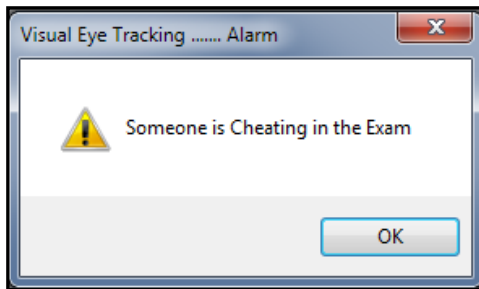 Visual Eye Tracking ....... Alarm
Someone is Cheating in the Exam
OK